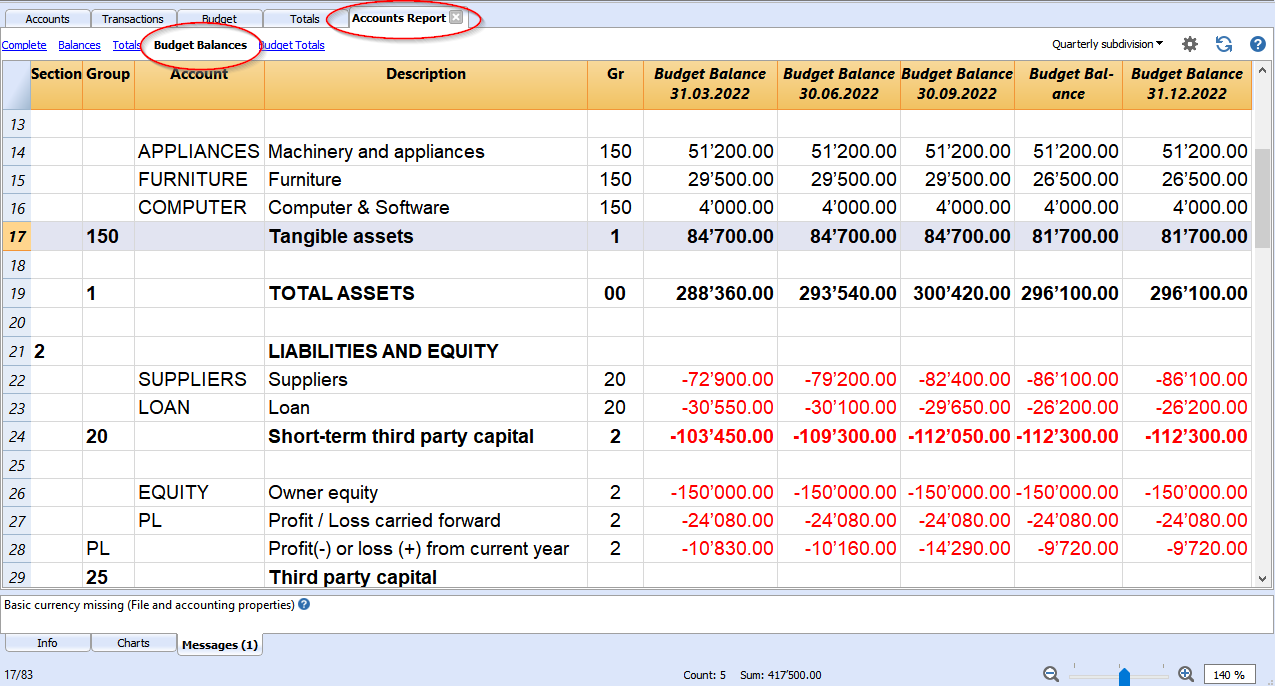 Accounts Transactions Budget Totals Accounts Report
Complete Balances Totals Budget Balances Budget Totals Quarterly subdivision
Section Group Account Description Gr Budget Balance 31.03.2022 Budget Balance 30.06.2022 Budget Balance 30.09.2022 Budget Bal-ance Budget Balance 31.12.2022
13
14 APPLIANCES Machinery and appliances 150 51’200.00 51’200.00 51’200.00 51’200.00 51’200.00
15 FURNITURE Furniture 150 29’500.00 29’500.00 29’500.00 26’500.00 26’500.00
16 COMPUTER Computer & Software 150 4’000.00 4’000.00 4’000.00 4’000.00 4’000.00
17 150 Tangible assets 1 84’700.00 84’700.00 84’700.00 81’700.00 81’700.00
18
19 1 TOTAL ASSETS 00 288’360.00 293’540.00 300’420.00 296’100.00 296’100.00
20
21 2 LIABILITIES AND EQUITY
22 SUPPLIERS Suppliers 20 -72’900.00 -79’200.00 -82’400.00 -86’100.00 -86’100.00
23 LOAN Loan 20 -30’550.00 -30’100.00 -29’650.00 -26’200.00 -26’200.00
24 20 Short-term third party capital 2 -103’450.00 -109’300.00 -112’050.00 -112’300.00 -112’300.00
25
26 EQUITY Owner equity 2 -150’000.00 -150’000.00 -150’000.00 -150’000.00 -150’000.00
27 PL Profit / Loss carried forward 2 -24’080.00 -24’080.00 -24’080.00 -24’080.00 -24’080.00
28 PL Profit(-) or loss (+) from current year 2 -10’830.00 -10’160.00 -14’290.00 -9’720.00 -9’720.00
29 25 Third party capital
Basic currency missing (File and accounting properties)
Info Charts Messages (1)
17/83 Count: 5 Sum: 417’500.00 140 %